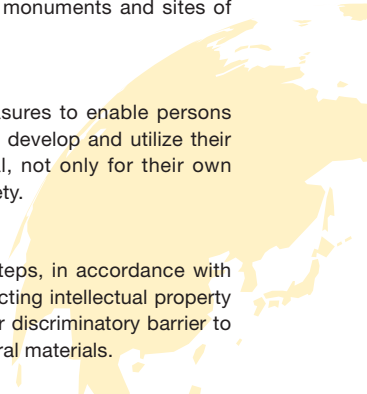 monuments and sites of
sures to enable persons
develop and utilize their
l, not only for their own
ety.
teps, in accordance with
cting intellectual property
r discriminatory barrier to
ral materials.